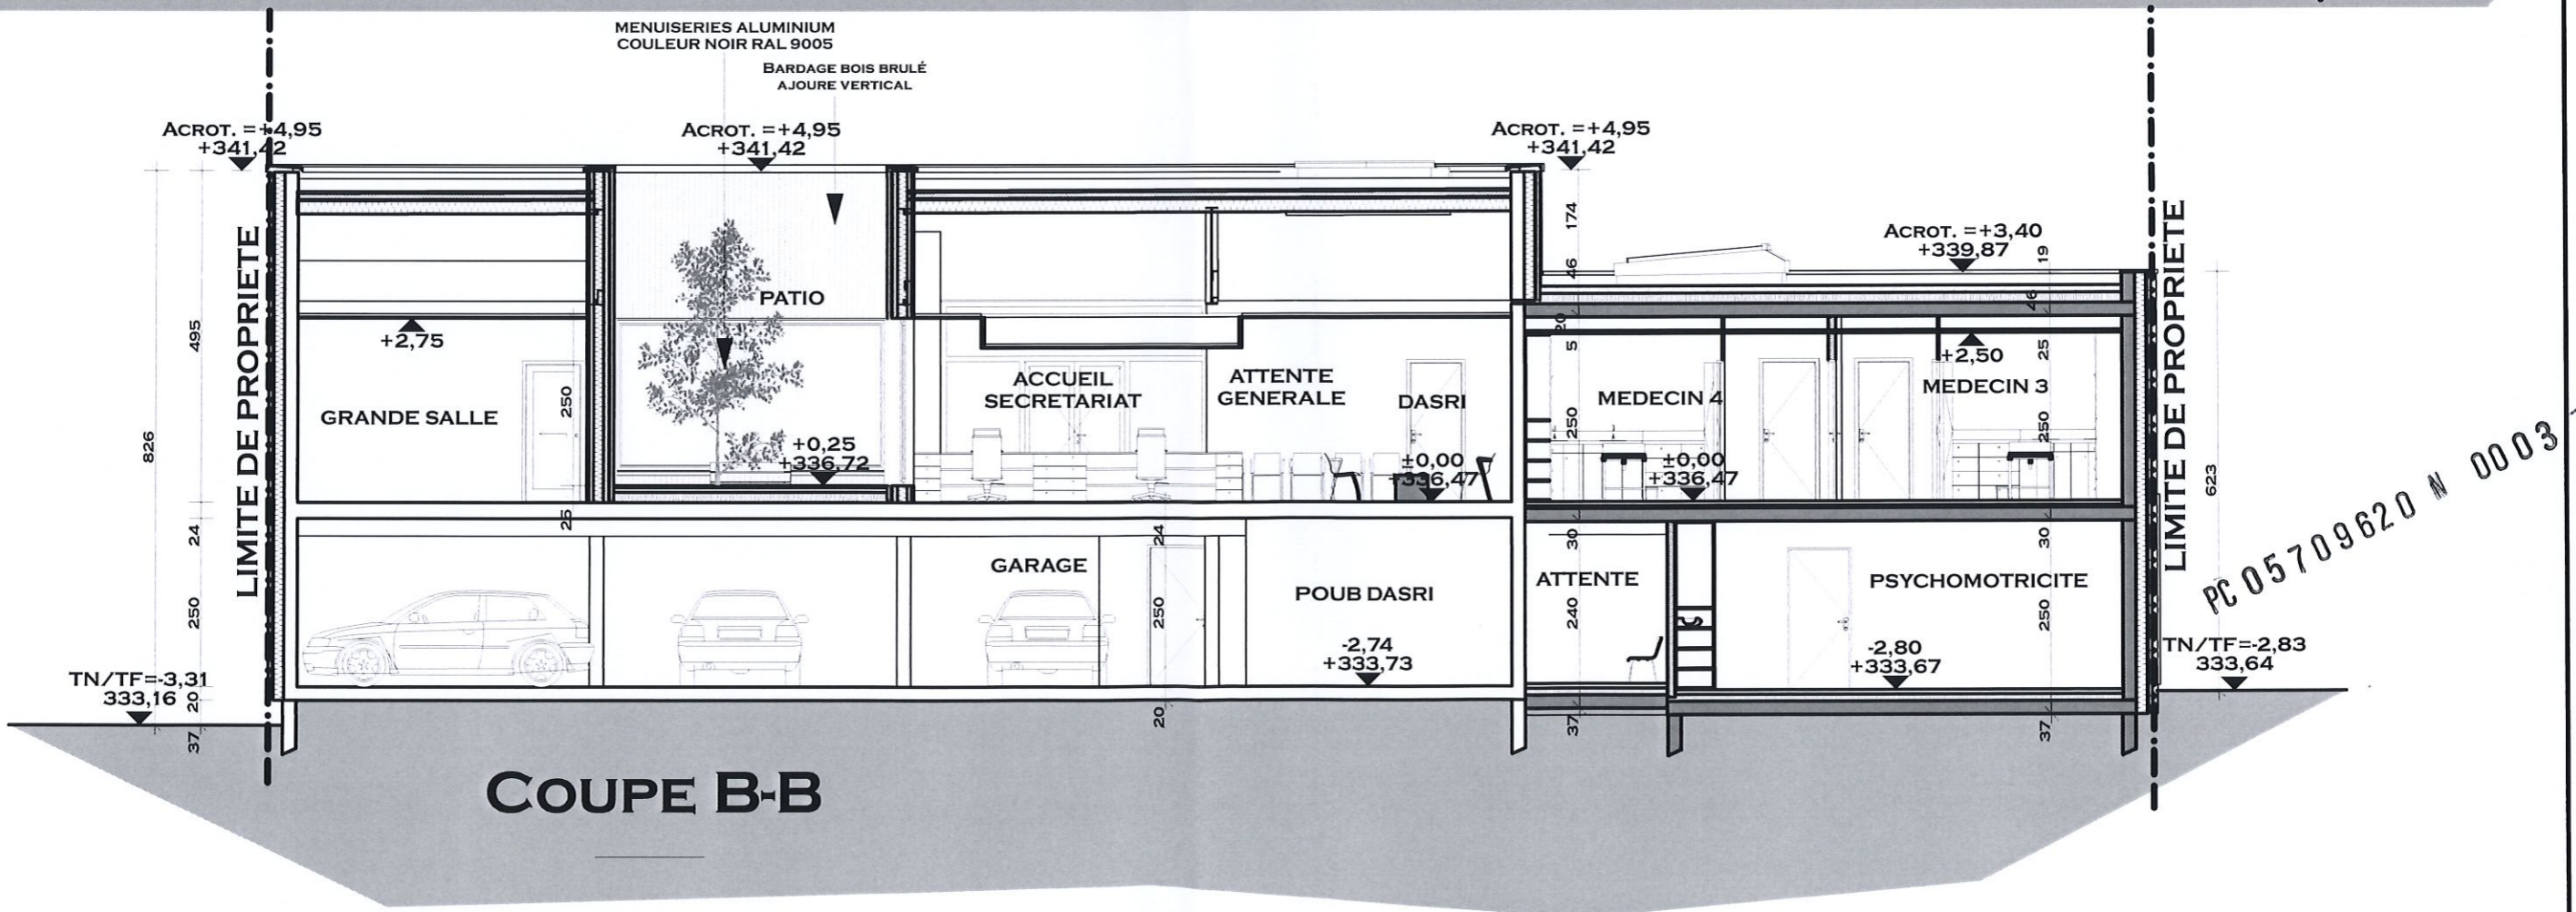 MENUISERIES ALUMINIUM
COULEUR NOIR RAL 9005
BARDAGE BOIS BRULÉ
AJOURE VERTICAL
ACROT. =+4,95
+341,42
ACROT. =+4,95
+341,42
ACROT. =+4,95
+341,42
ACROT. =+3,40
+339,87
LIMITE DE PROPRIETE
LIMITE DE PROPRIETE
826
495
24
250
20
37
174
46
20
5
250
30
240
37
19
46
25
250
30
250
37
623
PATIO
+2,75
GRANDE SALLE
250
25
+0,25
+336,72
ACCUEIL
SECRETARIAT
ATTENTE
GENERALE
DASRI
+0,00
+336,47
MEDECIN 4
+0,00
+336,47
+2,50
MEDECIN 3
GARAGE
24
250
20
POUB DASRI
-2,74
+333,73
ATTENTE
PSYCHOMOTRICITE
-2,80
+333,67
TN/TF=-3,31
333,16
TN/TF=-2,83
333,64
PC 05709620 N 0003
COUPE B-B